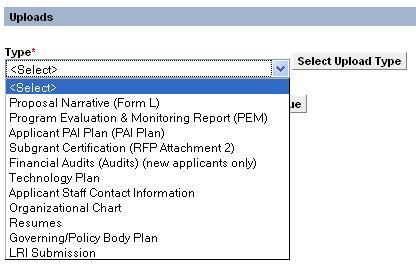 Uploads
Type*
<Select>
Select Upload Type
<Select>
Proposal Narrative (Form L)
Program Evaluation & Monitoring Report (PEM)
Applicant PAI Plan (PAI Plan)
Subgrant Certification (RFP Attachment 2)
Financial Audits (Audits) (new applicants only)
Technology Plan
Applicant Staff Contact Information
Organizational Chart
Resumes
Governing/Policy Body Plan
LRI Submission